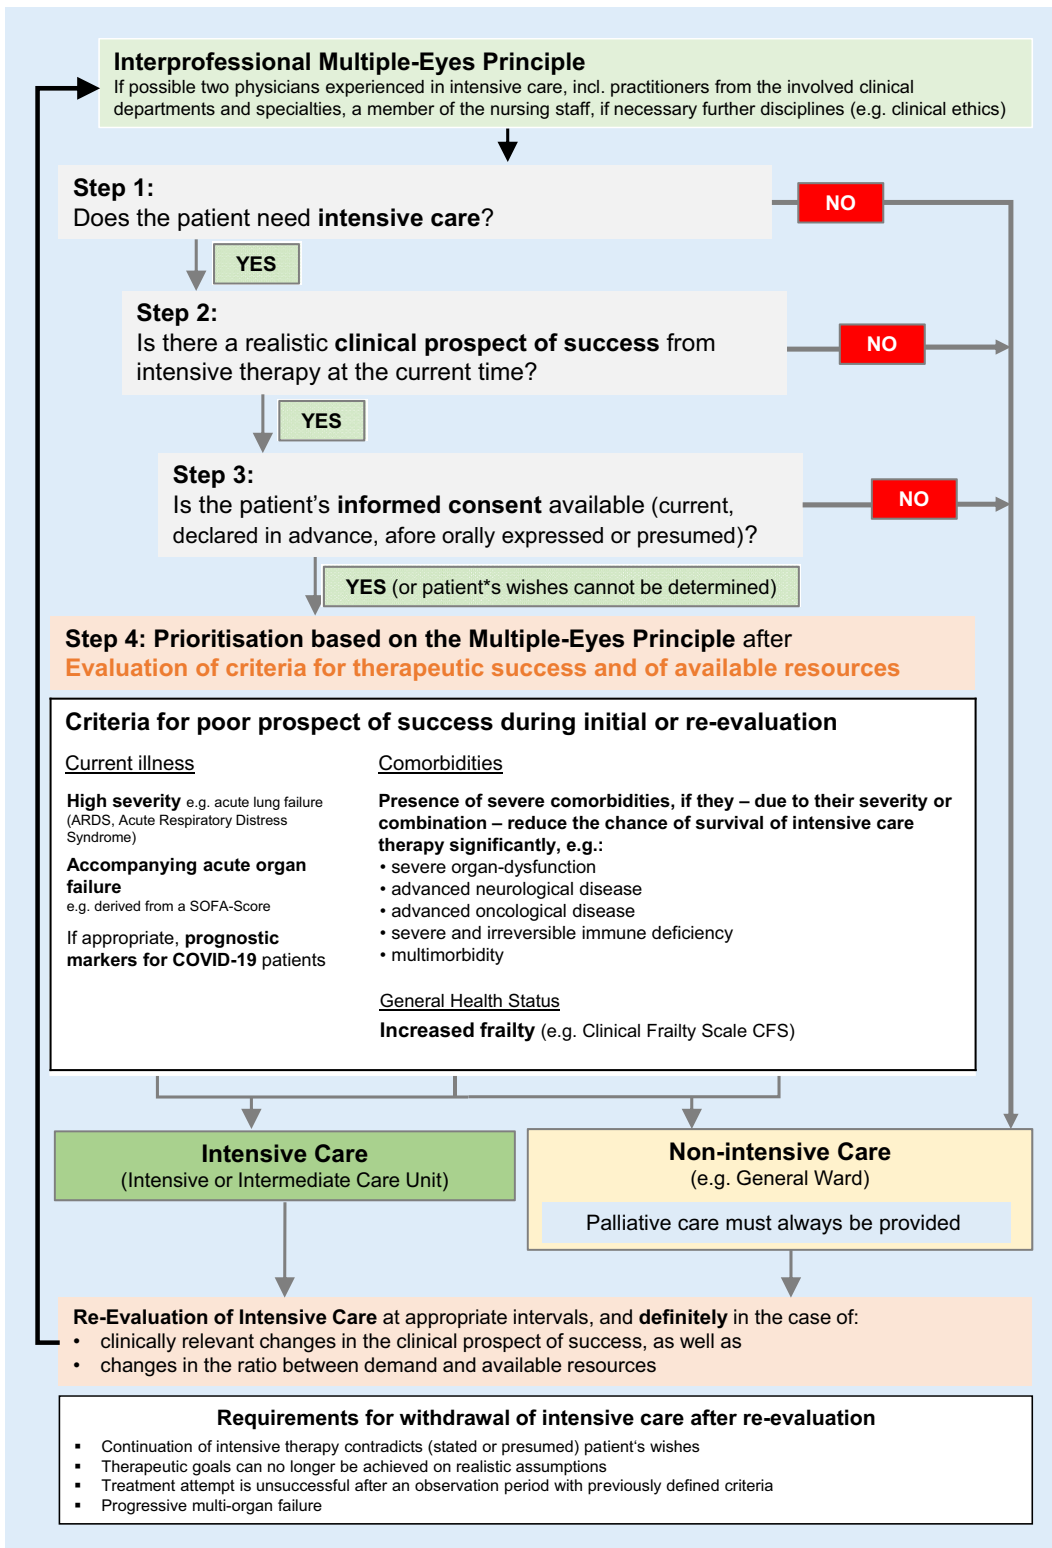 Interprofessional Multiple-Eyes Principle
If possible two physicians experienced in intensive care, incl. practitioners from the involved clinical
departments and specialties, a member of the nursing staff, if necessary further disciplines (e.g. clinical ethics)
Step 1:
Does the patient need intensive care?
NO
YES
Step 2:
Is there a realistic clinical prospect of success from
intensive therapy at the current time?
NO
YES
Step 3:
Is the patient’s informed consent available (current,
declared in advance, afore orally expressed or presumed)?
NO
YES (or patient*s wishes cannot be determined)
Step 4: Prioritisation based on the Multiple-Eyes Principle after
Evaluation of criteria for therapeutic success and of available resources
Criteria for poor prospect of success during initial or re-evaluation
Current illness
High severity e.g. acute lung failure
(ARDS, Acute Respiratory Distress
Syndrome)
Accompanying acute organ
failure
e.g. derived from a SOFA-Score
If appropriate, prognostic
markers for COVID-19 patients
Comorbidities
Presence of severe comorbidities, if they – due to their severity or
combination – reduce the chance of survival of intensive care
therapy significantly, e.g.:
• severe organ-dysfunction
• advanced neurological disease
• advanced oncological disease
• severe and irreversible immune deficiency
• multimorbidity
General Health Status
Increased frailty (e.g. Clinical Frailty Scale CFS)
Intensive Care
(Intensive or Intermediate Care Unit)
Non-intensive Care
(e.g. General Ward)
Palliative care must always be provided
Re-Evaluation of Intensive Care at appropriate intervals, and definitely in the case of:
• clinically relevant changes in the clinical prospect of success, as well as
• changes in the ratio between demand and available resources
Requirements for withdrawal of intensive care after re-evaluation
▪ Continuation of intensive therapy contradicts (stated or presumed) patient‘s wishes
▪ Therapeutic goals can no longer be achieved on realistic assumptions
▪ Treatment attempt is unsuccessful after an observation period with previously defined criteria
▪ Progressive multi-organ failure